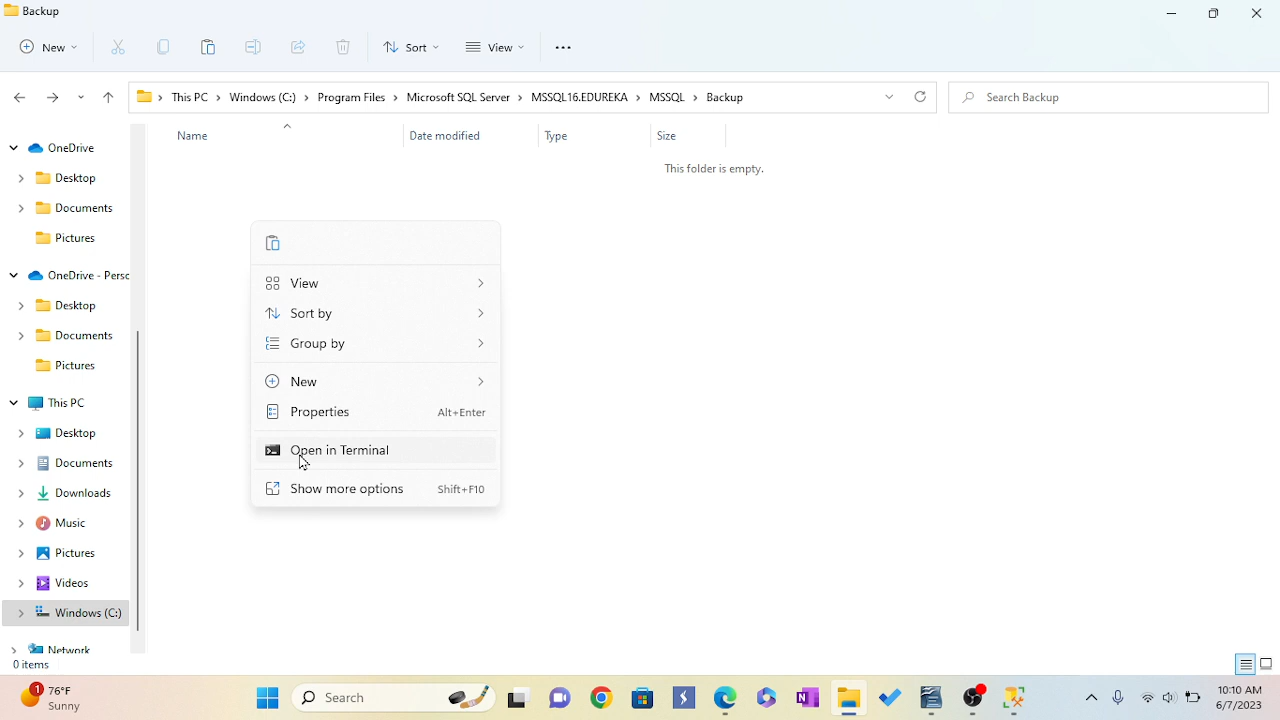 Backup
New
Sort
View
This PC
Windows (C:)
Program Files
Microsoft SQL Server
MSSQL16.EDUREKA
MSSQL
Backup
Search Backup
OneDrive
Desktop
Documents
Pictures
OneDrive - Perso
Desktop
Documents
Pictures
This PC
Desktop
Documents
Downloads
Music
Pictures
Videos
Windows (C:)
Network
Name
Date modified
Type
Size
This folder is empty.
View
Sort by
Group by
New
Properties Alt+Enter
Open in Terminal
Show more options Shift+F10
0 items
1
76°F
Sunny
Search
10:10 AM
6/7/2023